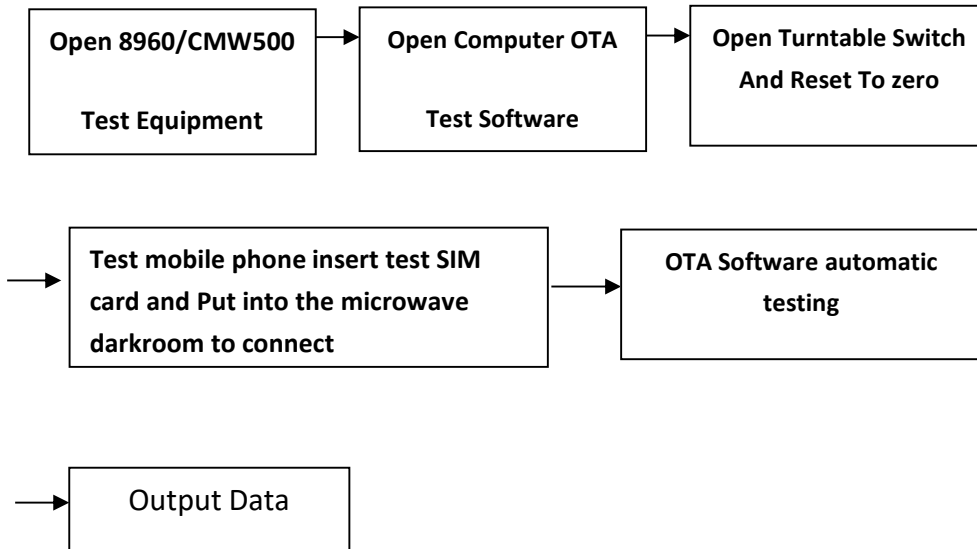 Open 8960/CMW500
Test Equipment
Open Computer OTA
Test Software
Open Turntable Switch
And Reset To zero
Test mobile phone insert test SIM
card and Put into the microwave
darkroom to connect
OTA Software automatic
testing
Output Data